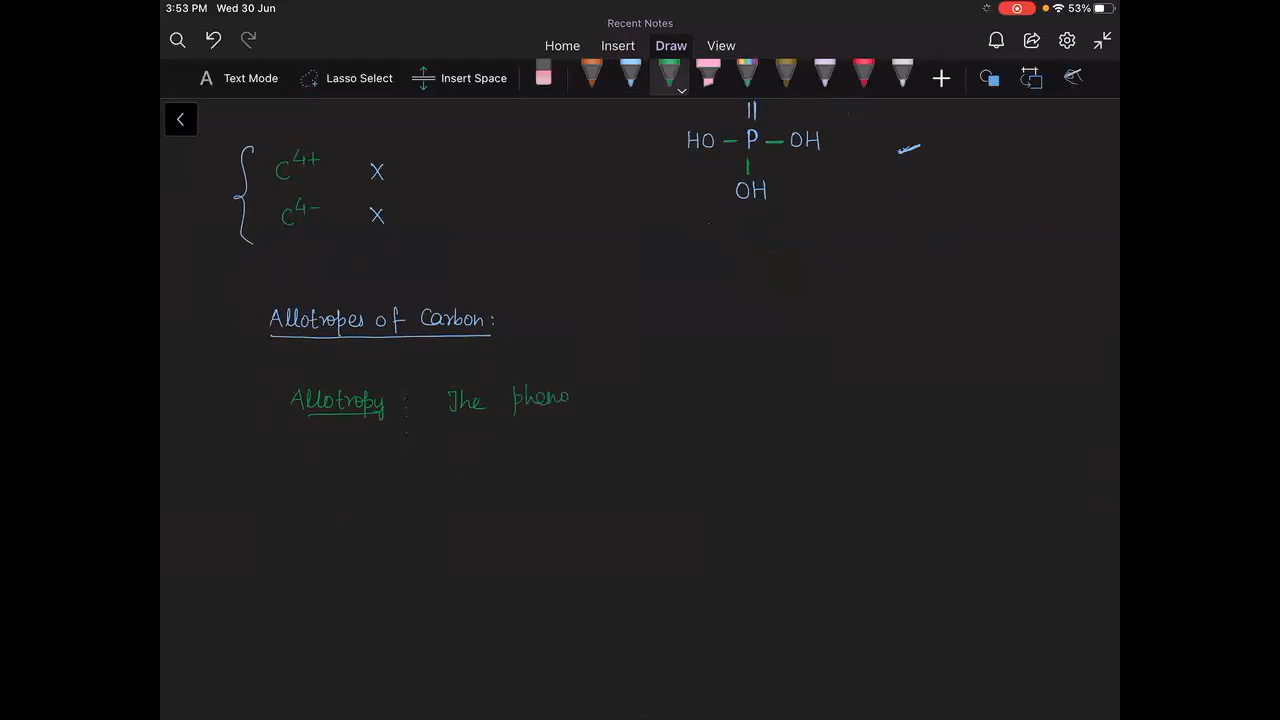 3:53 PM Wed 30 Jun
53%
Recent Notes
Home Insert Draw View
Text Mode Lasso Select Insert Space
||
HO — P — OH
|
OH
C⁴⁺ X
C⁴⁻ X
Allotropes of Carbon:
Allotropy : The pheno